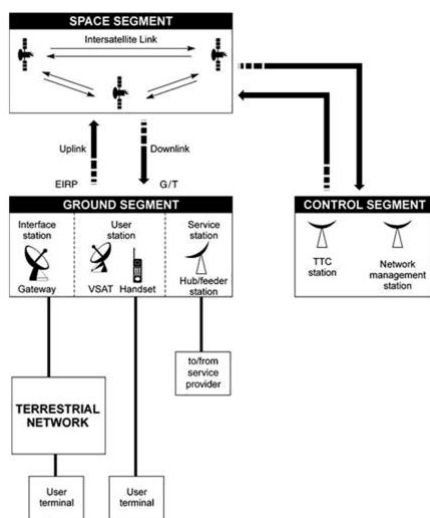 SPACE SEGMENT
Intersatellite Link
Uplink
Downlink
EIRP
G/T
GROUND SEGMENT
Interface
station
User
station
Service
station
Gateway
VSAT
Handset
Hub/feeder
station
CONTROL SEGMENT
TTC
station
Network
management
station
to/from
service
provider
TERRESTRIAL
NETWORK
User
terminal
User
terminal